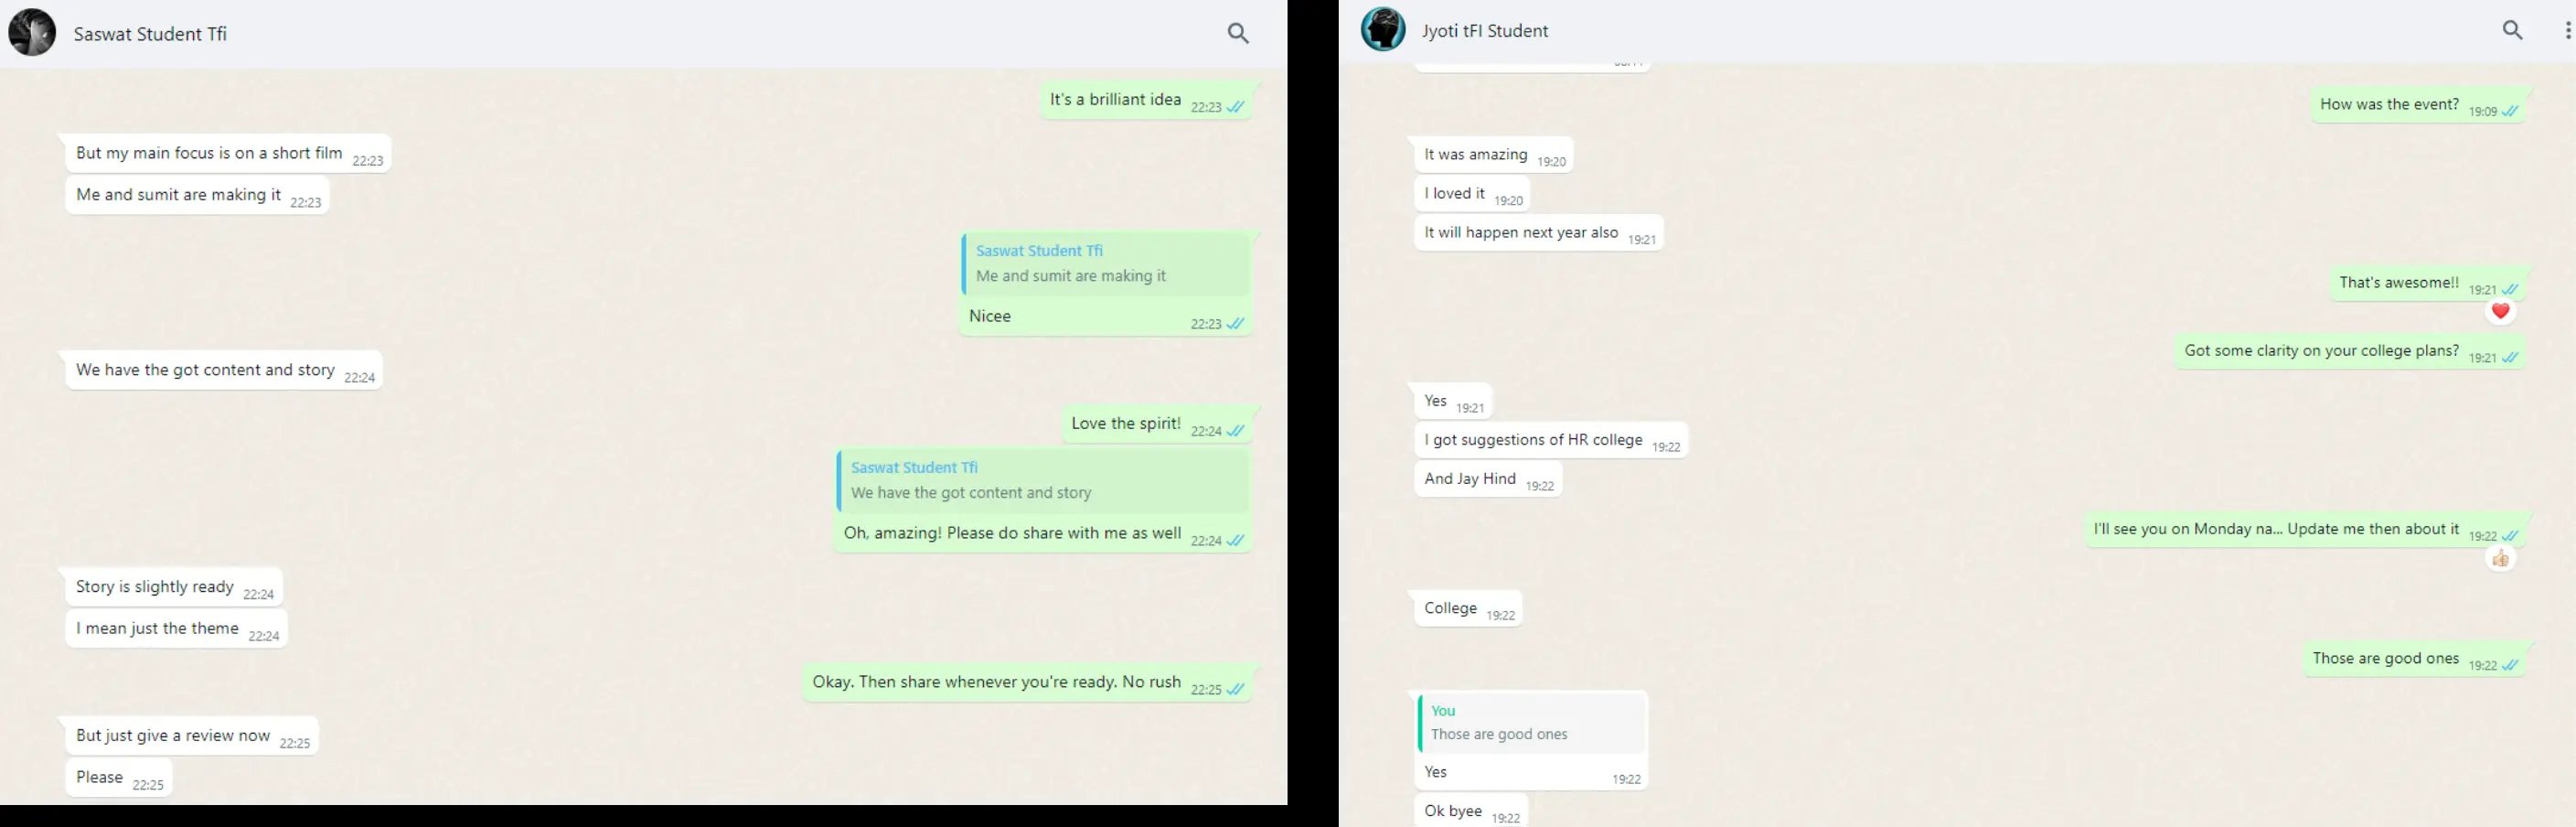 Saswat Student Tfi
It's a brilliant idea 22:23
But my main focus is on a short film 22:23
Me and sumit are making it 22:23
Saswat Student Tfi
Me and sumit are making it
Nicee 22:23
We have the got content and story 22:24
Love the spirit! 22:24
Saswat Student Tfi
We have the got content and story
Oh, amazing! Please do share with me as well 22:24
Story is slightly ready 22:24
I mean just the theme 22:24
Okay. Then share whenever you're ready. No rush 22:25
But just give a review now 22:25
Please 22:25
Jyoti tFI Student
How was the event? 19:09
It was amazing 19:20
I loved it 19:20
It will happen next year also 19:21
That's awesome!! 19:21
Got some clarity on your college plans? 19:21
Yes 19:21
I got suggestions of HR college 19:22
And Jay Hind 19:22
I'll see you on Monday na... Update me then about it 19:22
College 19:22
Those are good ones 19:22
You
Those are good ones
Yes 19:22
Ok byee 19:22